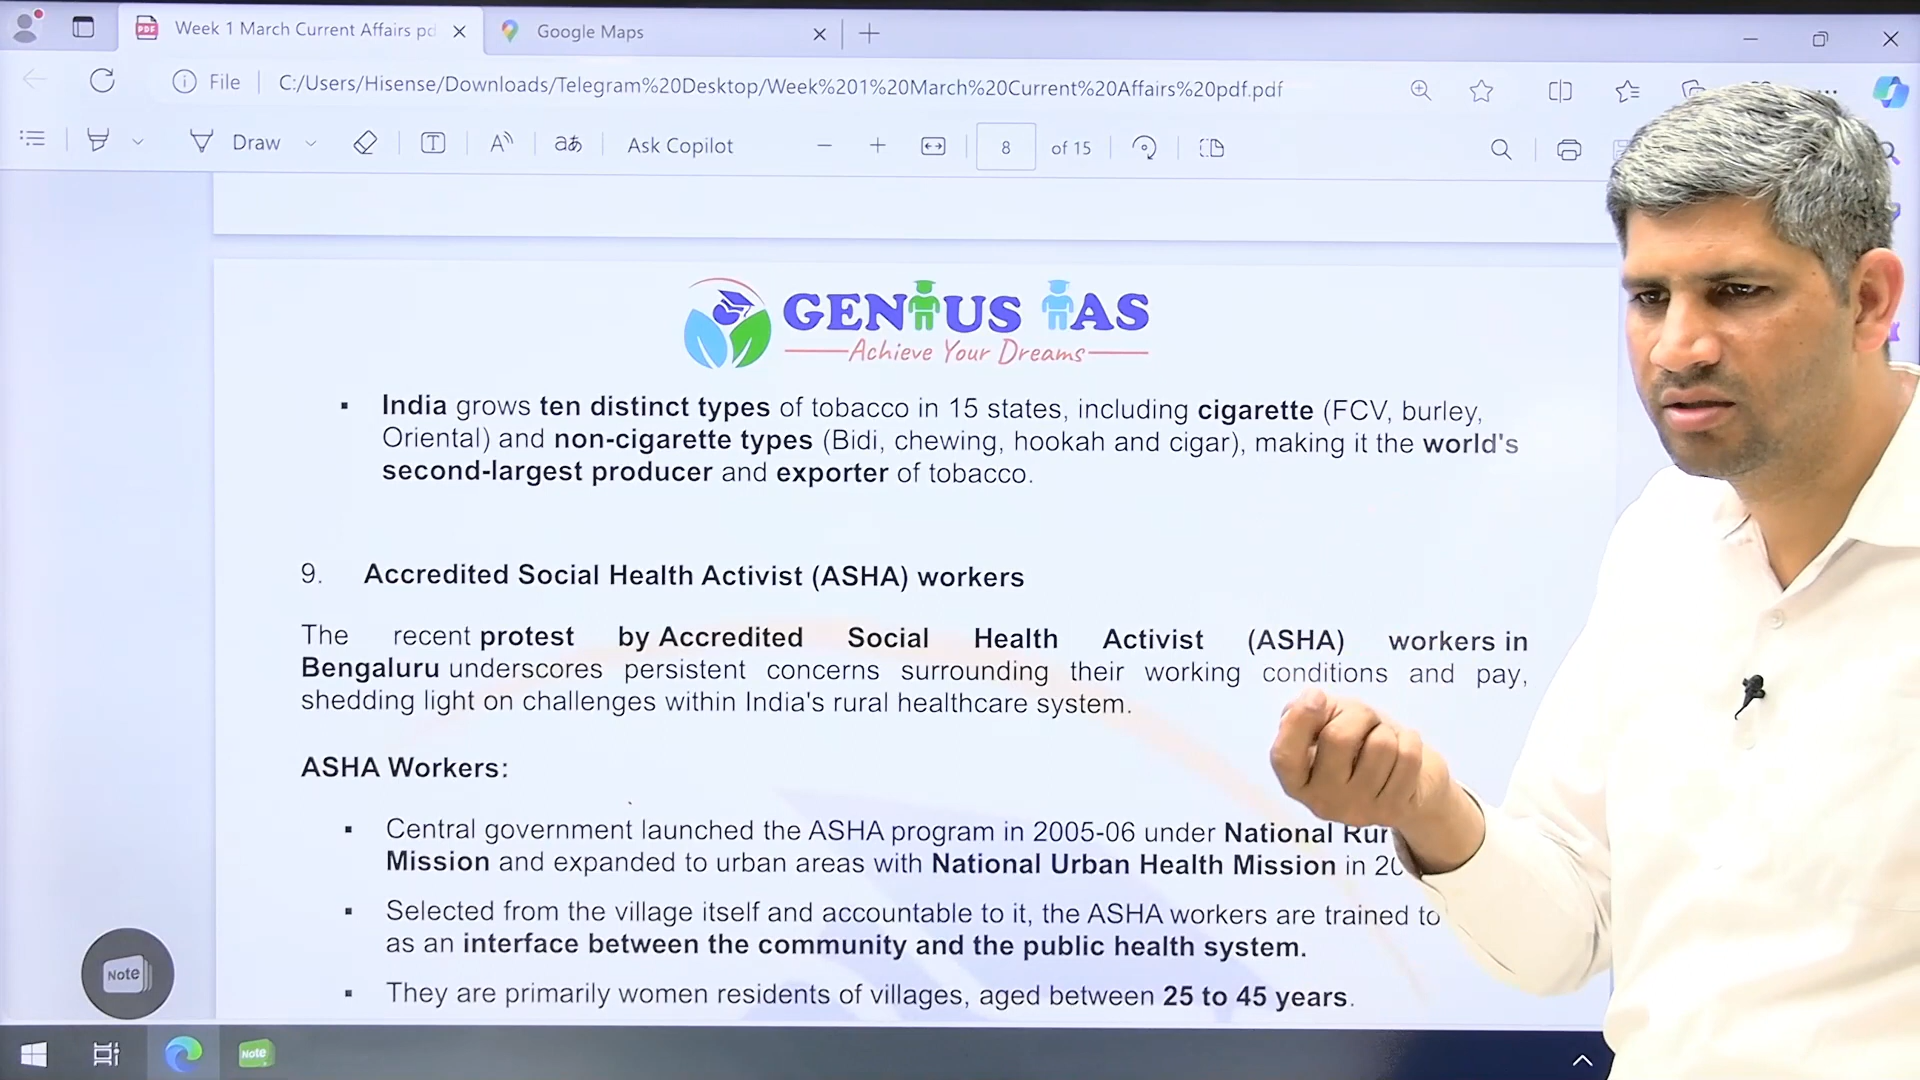 Week 1 March Current Affairs pd
Google Maps
File
C:/Users/Hisense/Downloads/Telegram%20Desktop/Week%201%20March%20Current%20Affairs%20pdf.pdf
Draw
Ask Copilot
8
of 15
GENIUS IAS
Achieve Your Dreams
▪ India grows ten distinct types of tobacco in 15 states, including cigarette (FCV, burley,
Oriental) and non-cigarette types (Bidi, chewing, hookah and cigar), making it the world's
second-largest producer and exporter of tobacco.
9. Accredited Social Health Activist (ASHA) workers
The recent protest by Accredited Social Health Activist (ASHA) workers in
Bengaluru underscores persistent concerns surrounding their working conditions and pay,
shedding light on challenges within India's rural healthcare system.
ASHA Workers:
▪ Central government launched the ASHA program in 2005-06 under National Rur
Mission and expanded to urban areas with National Urban Health Mission in 20
▪ Selected from the village itself and accountable to it, the ASHA workers are trained to
as an interface between the community and the public health system.
▪ They are primarily women residents of villages, aged between 25 to 45 years.
Note
Note